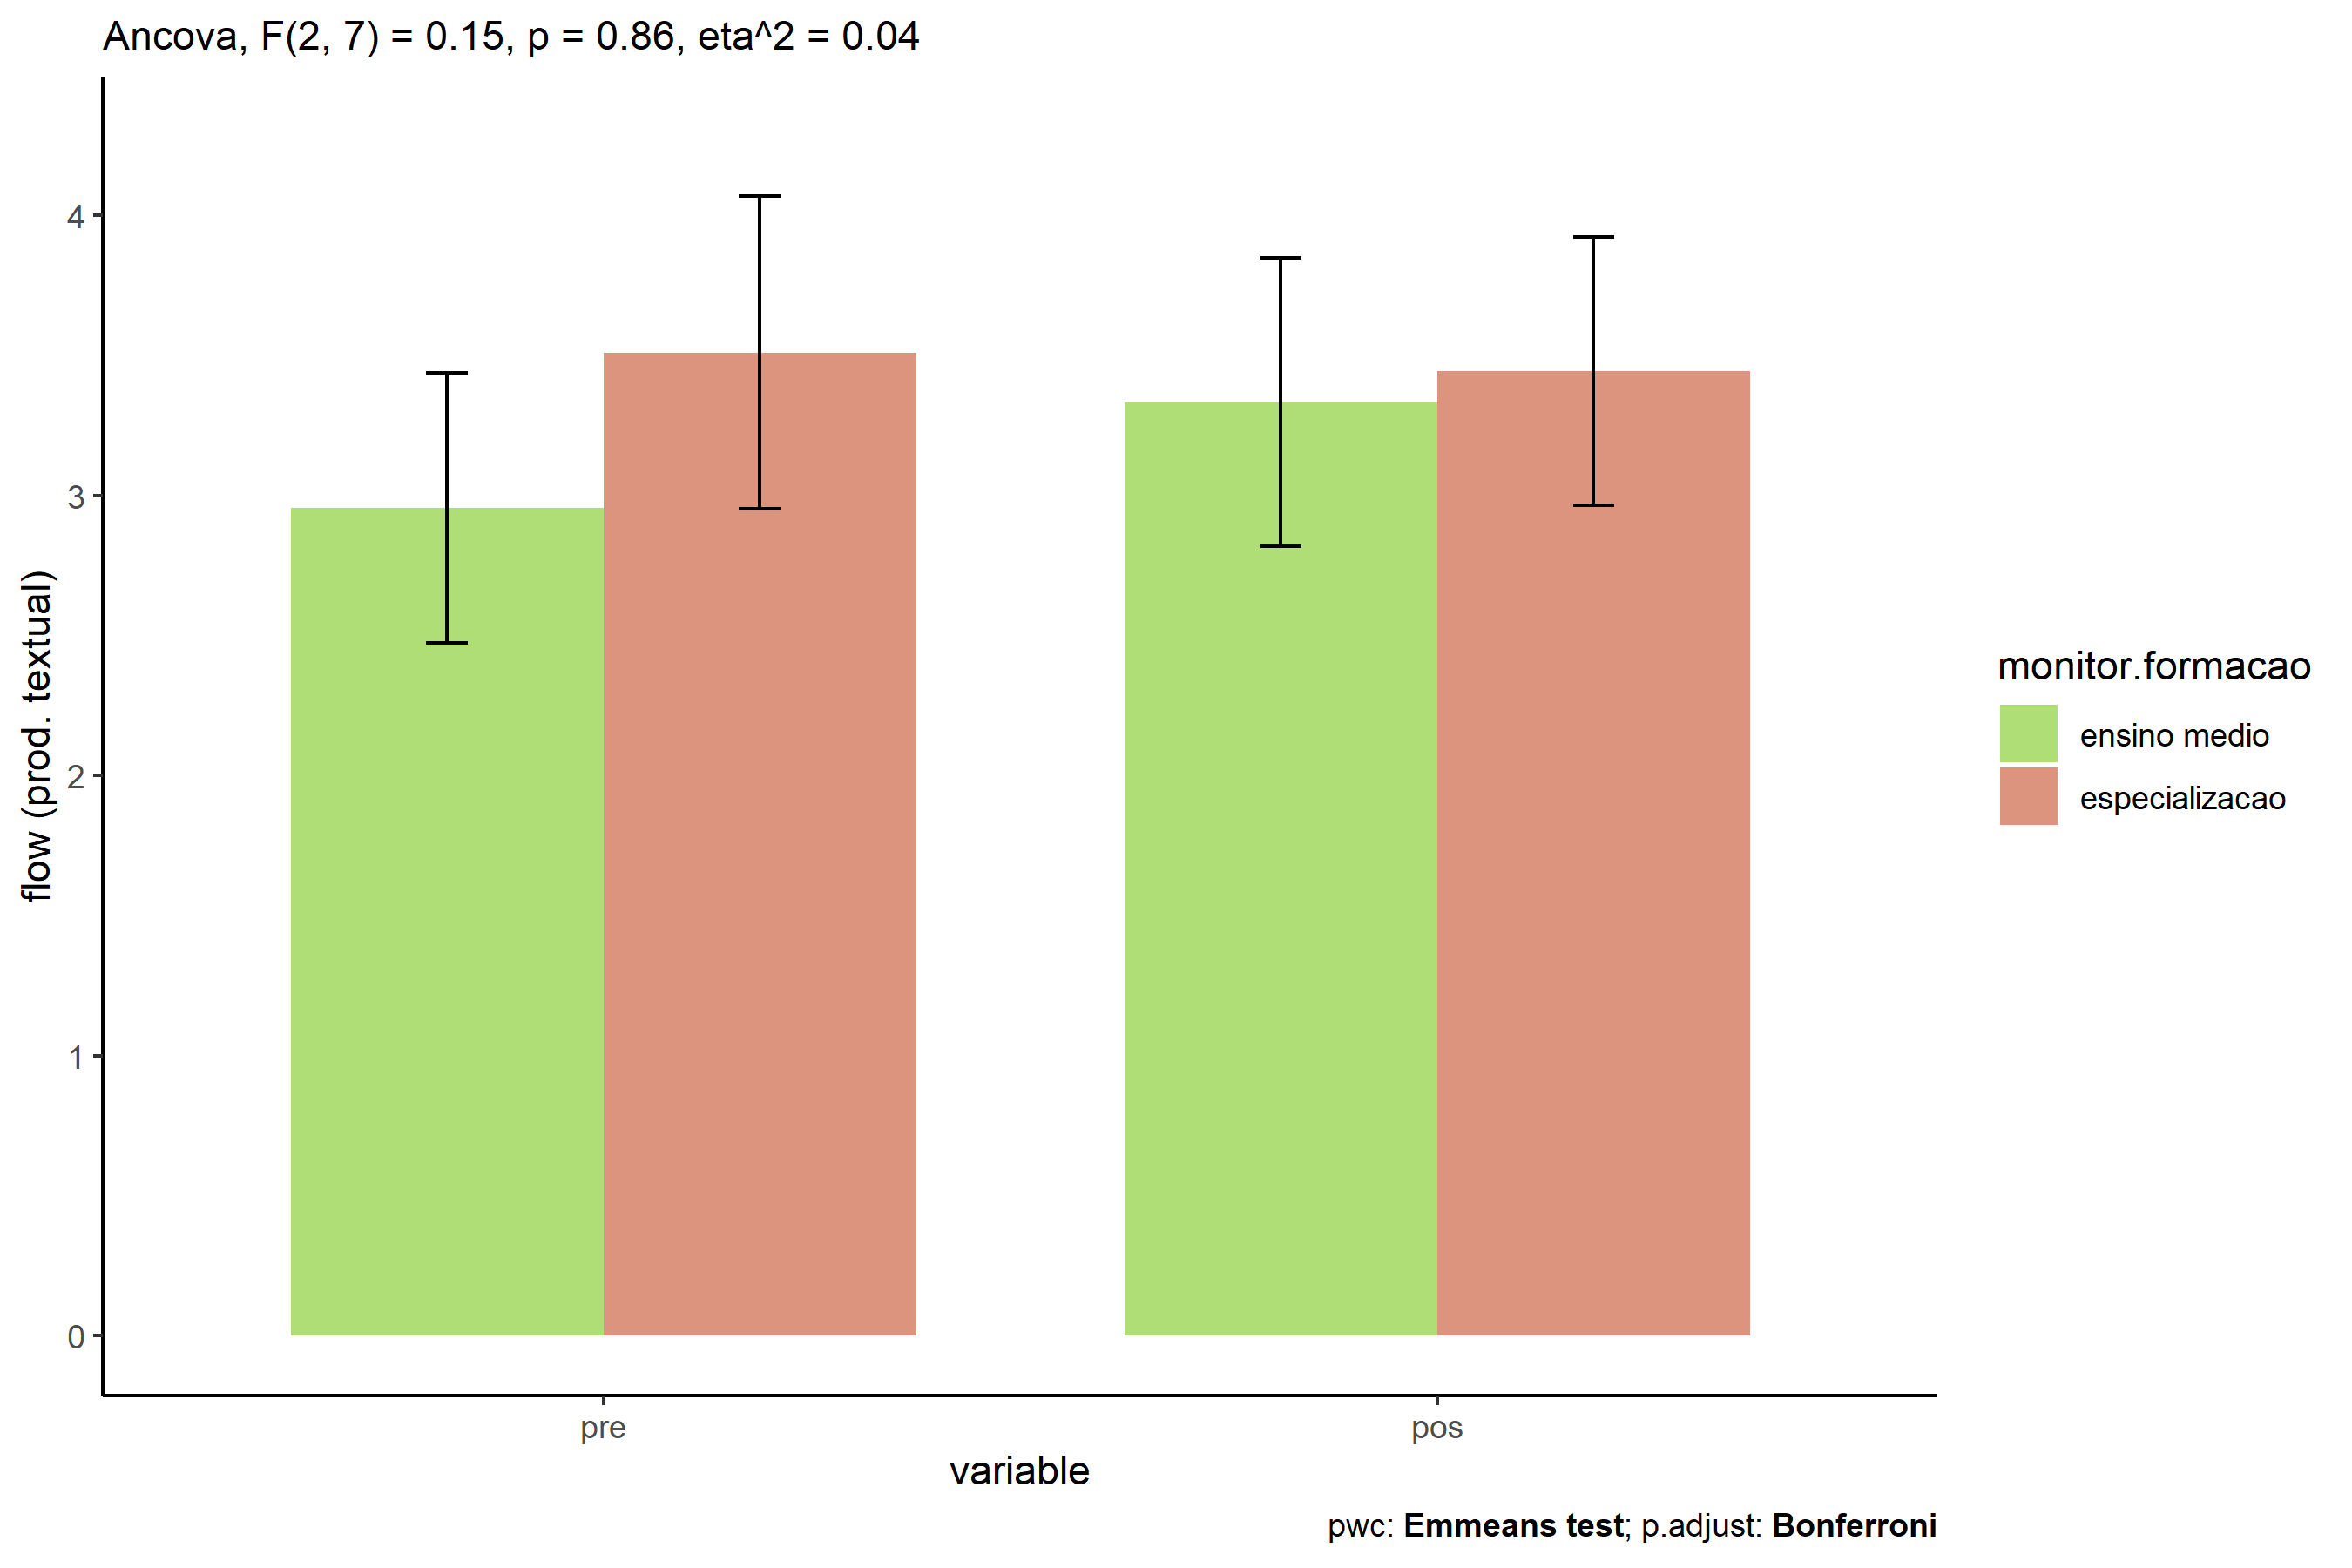 Ancova, F(2, 7) = 0.15, p = 0.86, eta^2 = 0.04
flow (prod. textual)
4
3
2
1
0
pre
pos
variable
monitor.formacao
ensino medio
especializacao
pwc: Emmeans test; p.adjust: Bonferroni